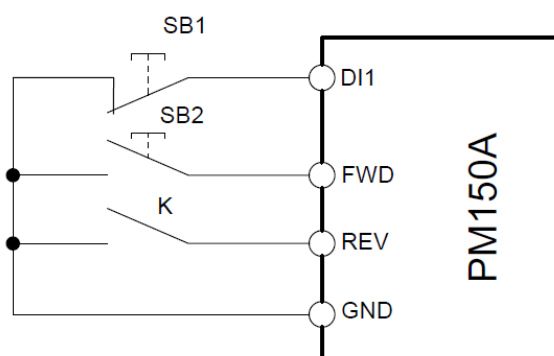 SB1
DI1
SB2
FWD
K
REV
GND
PM150A